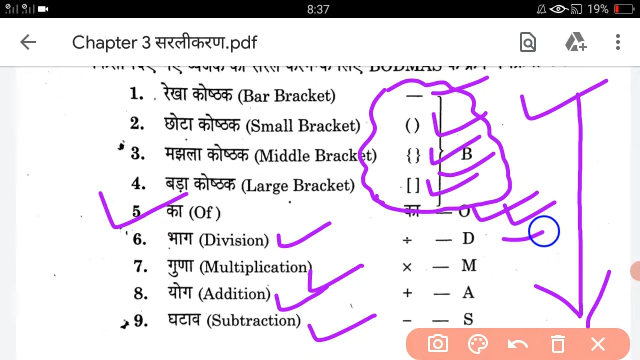 8:37
19%
Chapter 3 सरलीकरण.pdf
लिए BODMAS के
1. रेखा कोष्ठक (Bar Bracket) —
2. छोटा कोष्ठक (Small Bracket) ( )
3. मझला कोष्ठक (Middle Bracket) { } B
4. बड़ा कोष्ठक (Large Bracket) [ ]
5. का (Of) का — O
6. भाग (Division) ÷ — D
7. गुणा (Multiplication) × — M
8. योग (Addition) + — A
9. घटाव (Subtraction) − — S